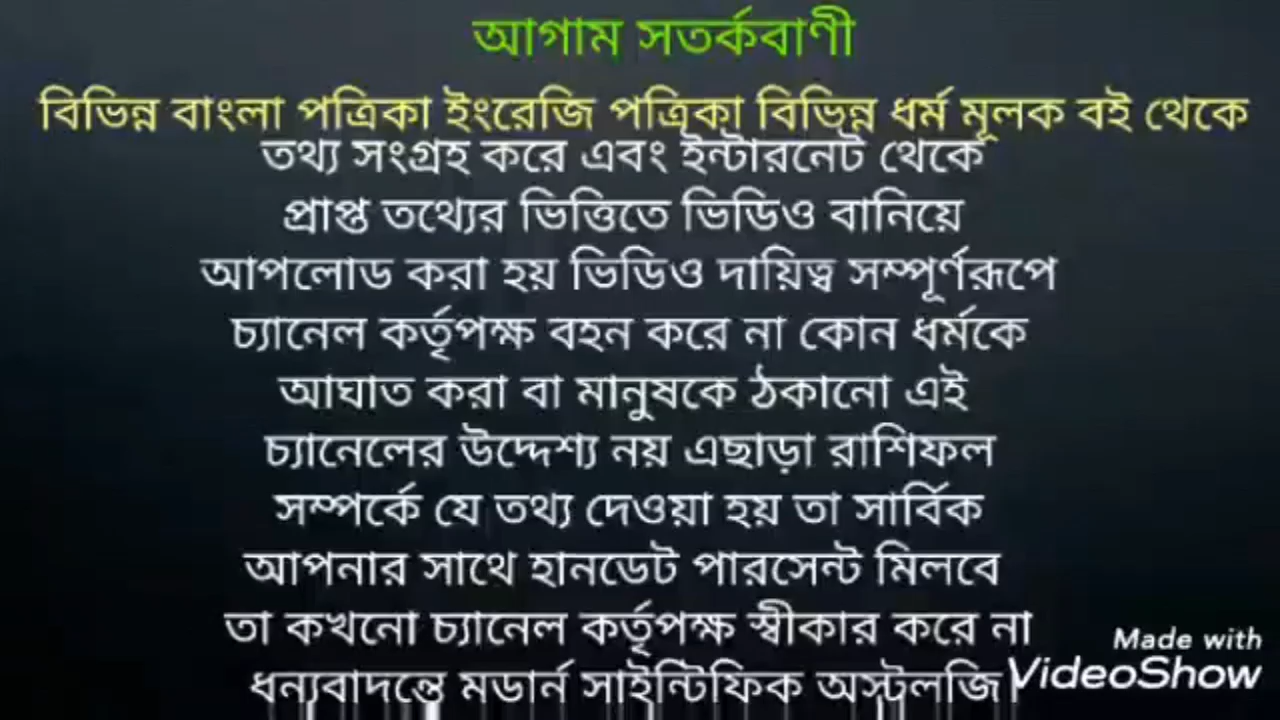 আগাম সতর্কবাণী
বিভিন্ন বাংলা পত্রিকা ইংরেজি পত্রিকা বিভিন্ন ধর্ম মূলক বই থেকে
তথ্য সংগ্রহ করে এবং ইন্টারনেট থেকে
প্রাপ্ত তথ্যের ভিত্তিতে ভিডিও বানিয়ে
আপলোড করা হয় ভিডিও দায়িত্ব সম্পূর্ণরূপে
চ্যানেল কর্তৃপক্ষ বহন করে না কোন ধর্মকে
আঘাত করা বা মানুষকে ঠকানো এই
চ্যানেলের উদ্দেশ্য নয় এছাড়া রাশিফল
সম্পর্কে যে তথ্য দেওয়া হয় তা সার্বিক
আপনার সাথে হানডেট পারসেন্ট মিলবে
তা কখনো চ্যানেল কর্তৃপক্ষ স্বীকার করে না
ধন্যবাদন্তে মডার্ন সাইন্টিফিক অস্ট্রলজি।
Made with
VideoShow